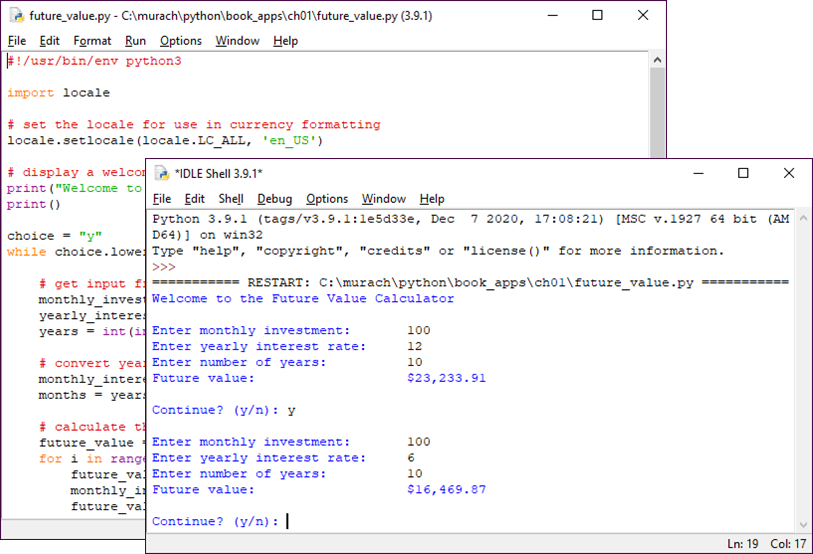 future_value.py - C:\murach\python\book_apps\ch01\future_value.py (3.9.1)
File Edit Format Run Options Window Help
#!/usr/bin/env python3
import locale
# set the locale for use in currency formatting
locale.setlocale(locale.LC_ALL, 'en_US')
# display a welcom
print("Welcome to
print()
choice = "y"
while choice.lower
# get input f
monthly_invest
yearly_interes
years = int(i
# convert year
monthly_intere
months = years
# calculate t
future_value =
for i in range
future_val
monthly_in
future_val
*IDLE Shell 3.9.1*
File Edit Shell Debug Options Window Help
Python 3.9.1 (tags/v3.9.1:1e5d33e, Dec 7 2020, 17:08:21) [MSC v.1927 64 bit (AM
D64)] on win32
Type "help", "copyright", "credits" or "license()" for more information.
>>>
=========== RESTART: C:\murach\python\book_apps\ch01\future_value.py ===========
Welcome to the Future Value Calculator
Enter monthly investment: 100
Enter yearly interest rate: 12
Enter number of years: 10
Future value: $23,233.91
Continue? (y/n): y
Enter monthly investment: 100
Enter yearly interest rate: 6
Enter number of years: 10
Future value: $16,469.87
Continue? (y/n):
Ln: 19 Col: 17